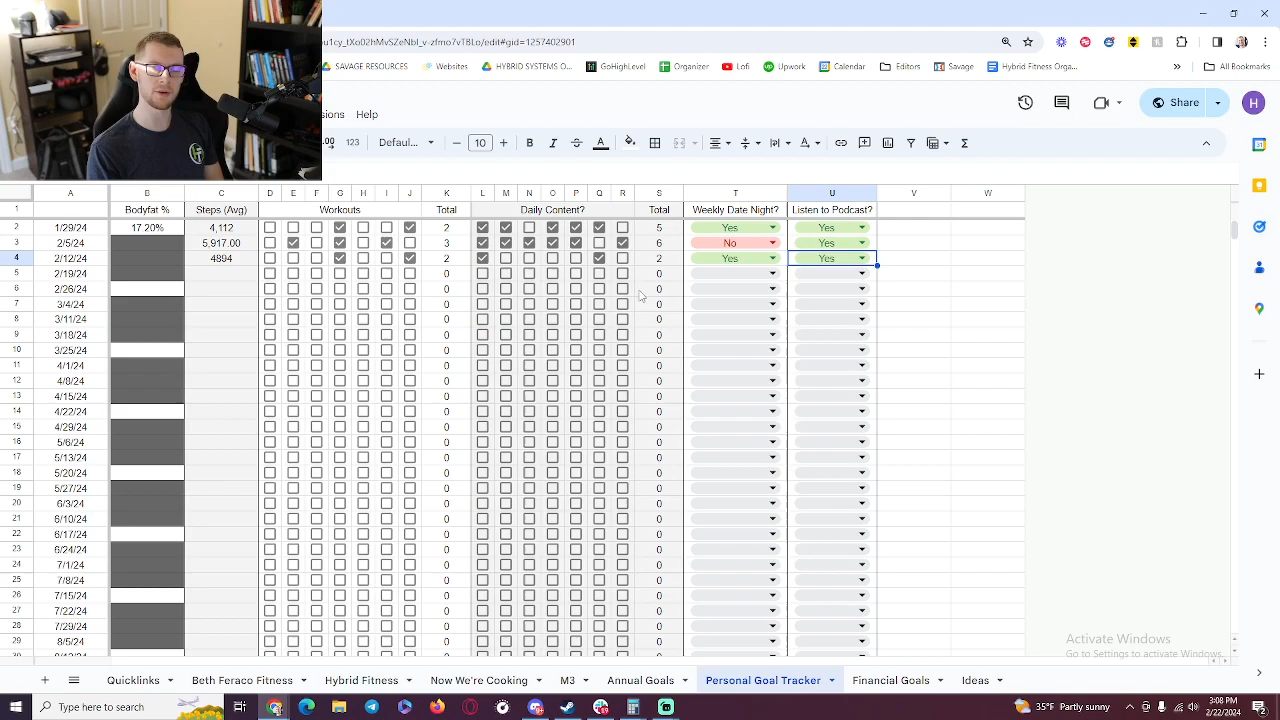 u1cy_tXo02hMoSZeNbl_v-zfmo7uT8Lo/edit#gid=1257402901
SAVAGE RESOURCES Websites HYBRID SYSTEMS O... GoHighLevel Organizer Lofi Upwork Calendar Editors Savage Hybrid Fitness All Bookmarks
ions Help
Share H
.00 123 Defaul... 10 B I A
A B C D E F G H I J K L M N O P Q R S T U V W
1 Bodyfat % Steps (Avg) Workouts Total Daily Content? Total Weekly Date Night? Listen to Podcast?
2 1/29/24 17.20% 4,112 2 5 Yes Yes
3 2/5/24 5,917.00 3 6 No Yes
4 2/12/24 4894 2 2 Yes Yes
5 2/19/24 0 0
6 2/26/24 0 0
7 3/4/24 0 0
8 3/11/24 0 0
9 3/18/24 0 0
10 3/25/24 0 0
11 4/1/24 0 0
12 4/8/24 0 0
13 4/15/24 0 0
14 4/22/24 0 0
15 4/29/24 0 0
16 5/6/24 0 0
17 5/13/24 0 0
18 5/20/24 0 0
19 5/27/24 0 0
20 6/3/24 0 0
21 6/10/24 0 0
22 6/17/24 0 0
23 6/24/24 0 0
24 7/1/24 0 0
25 7/8/24 0 0
26 7/15/24 0 0
27 7/22/24 0 0
28 7/29/24 0 0
29 8/5/24 0 0
Activate Windows
Go to Settings to activate Windows.
Quicklinks Hybrid Fitness Now We're Cooking M3 Annual Goals Personal Goal Tracker Financial Goals Ideas
Type here to search 33°F Sunny 3:06 PM